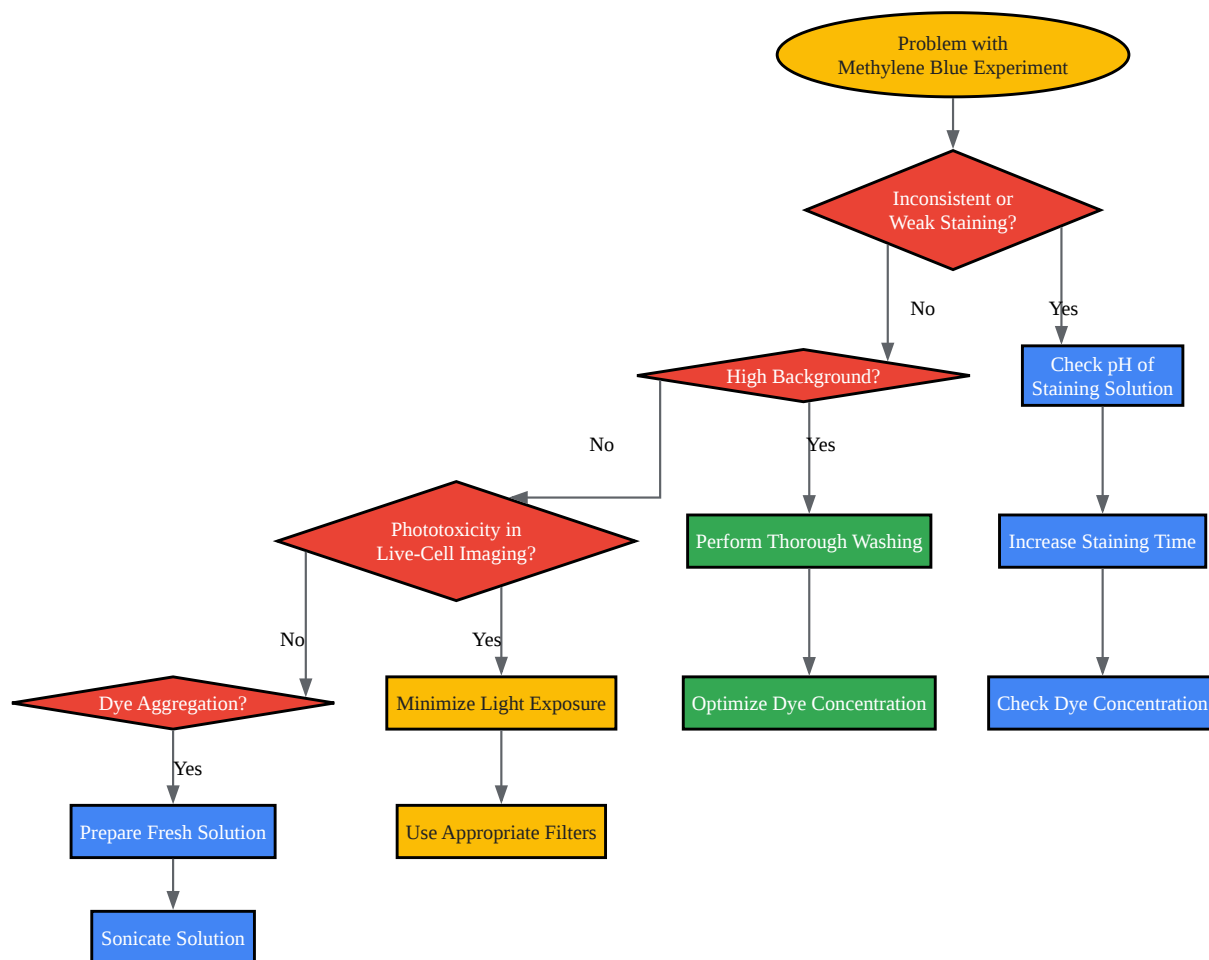 Problem with
Methylene Blue Experiment
Inconsistent or
Weak Staining?
No
Yes
High Background?
Check pH of
Staining Solution
No
Yes
Phototoxicity in
Live-Cell Imaging?
Perform Thorough Washing
Increase Staining Time
No
Yes
Dye Aggregation?
Minimize Light Exposure
Optimize Dye Concentration
Check Dye Concentration
Yes
Prepare Fresh Solution
Use Appropriate Filters
Sonicate Solution